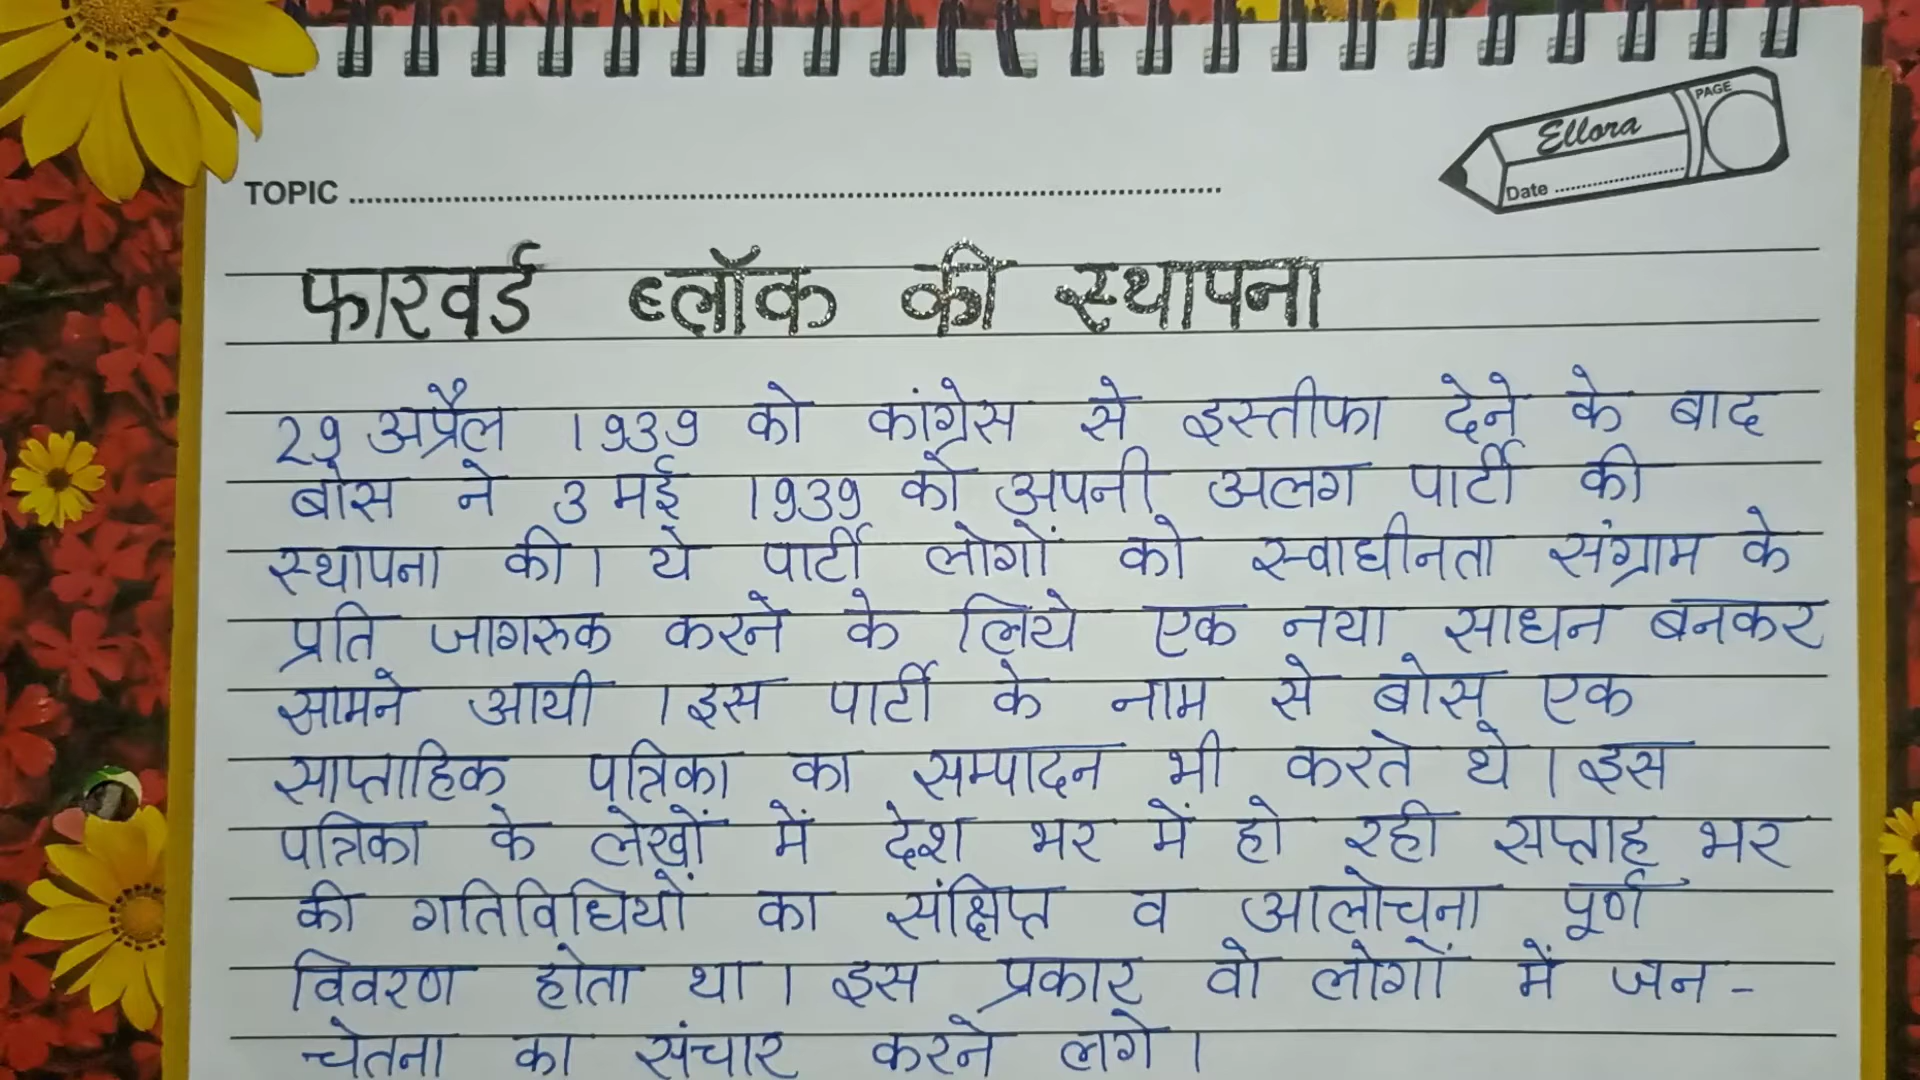 PAGE
Ellora
TOPIC
Date
फारवर्ड ब्लॉक की स्थापना
29 अप्रैल 1939 को कांग्रेस से इस्तीफा देने के बाद
बोस ने 3 मई 1939 को अपनी अलग पार्टी की
स्थापना की। ये पार्टी लोगों को स्वाधीनता संग्राम के
प्रति जागरुक करने के लिये एक नया साधन बनकर
सामने आयी । इस पार्टी के नाम से बोस एक
साप्ताहिक पत्रिका का सम्पादन भी करते थे । इस
पत्रिका के लेखों में देश भर में हो रही सप्ताह भर
की गतिविधियों का संक्षिप्त व आलोचना पूर्ण
विवरण होता था । इस प्रकार वो लोगों में जन -
चेतना का संचार करने लगे ।